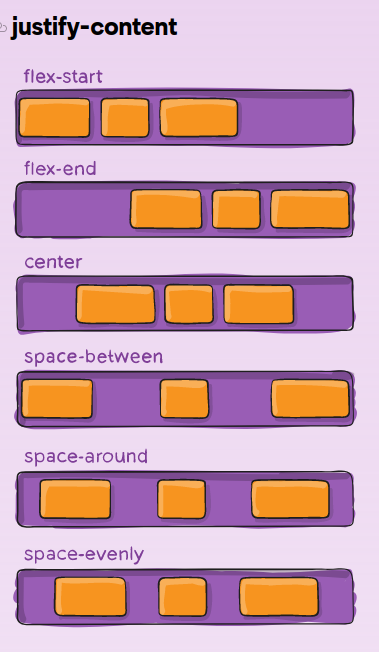 justify-content
flex-start
flex-end
center
space-between
space-around
space-evenly